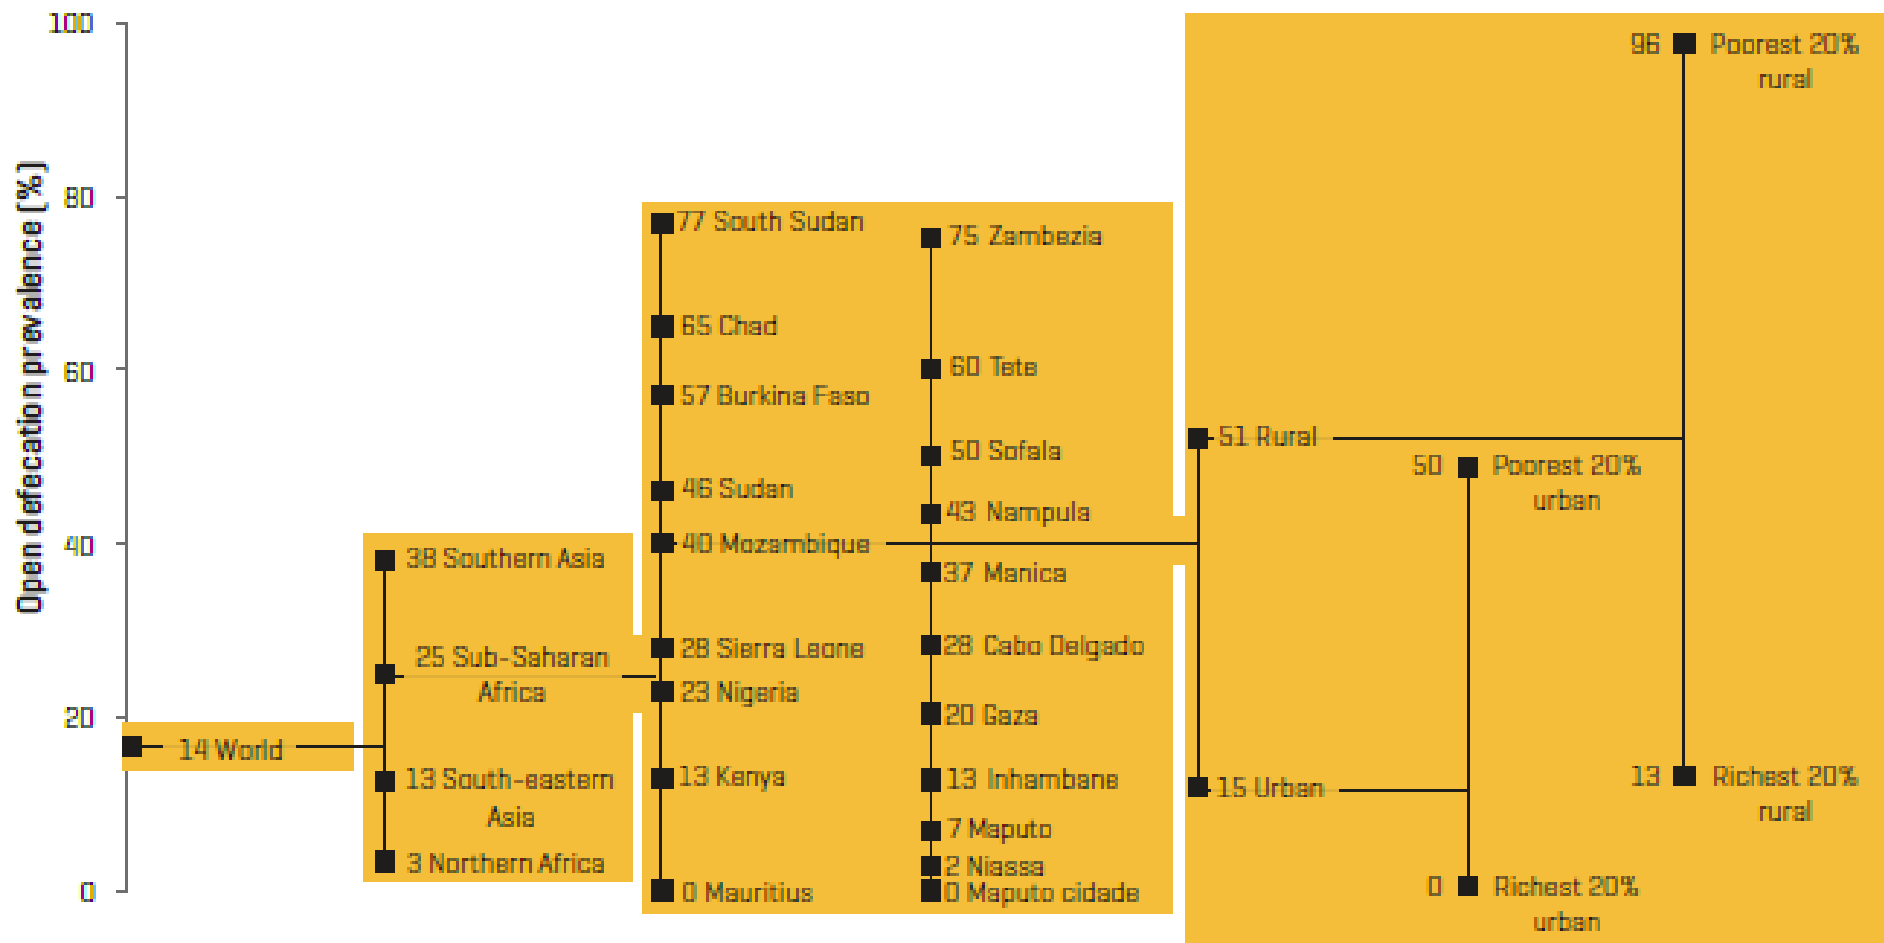 Open defecation prevalence (%)
100
80
60
40
20
0
14 World
38 Southern Asia
25 Sub-Saharan
Africa
13 South-eastern
Asia
3 Northern Africa
77 South Sudan
65 Chad
57 Burkina Faso
46 Sudan
40 Mozambique
28 Sierra Leone
23 Nigeria
13 Kenya
0 Mauritius
75 Zambezia
60 Tete
50 Sofala
43 Nampula
37 Manica
28 Cabo Delgado
20 Gaza
13 Inhambane
7 Maputo
2 Niassa
0 Maputo cidade
51 Rural
15 Urban
50 Poorest 20%
urban
0 Richest 20%
urban
96 Poorest 20%
rural
13 Richest 20%
rural